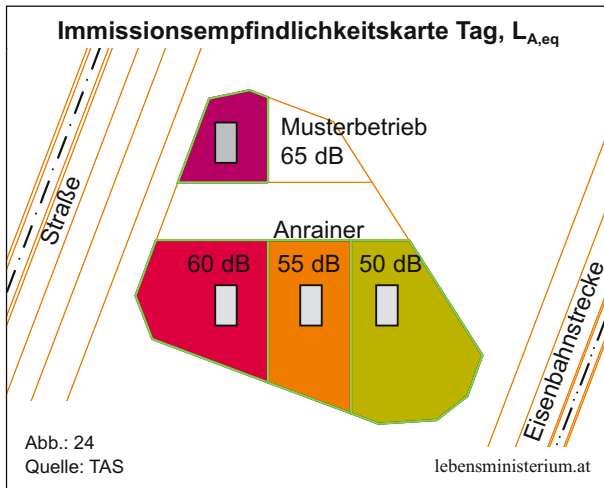 Immissionsempfindlichkeitskarte Tag, L_A,eq
Musterbetrieb
65 dB
Straße
Anrainer
60 dB 55 dB 50 dB
Eisenbahnstrecke
Abb.: 24
Quelle: TAS
lebensministerium.at